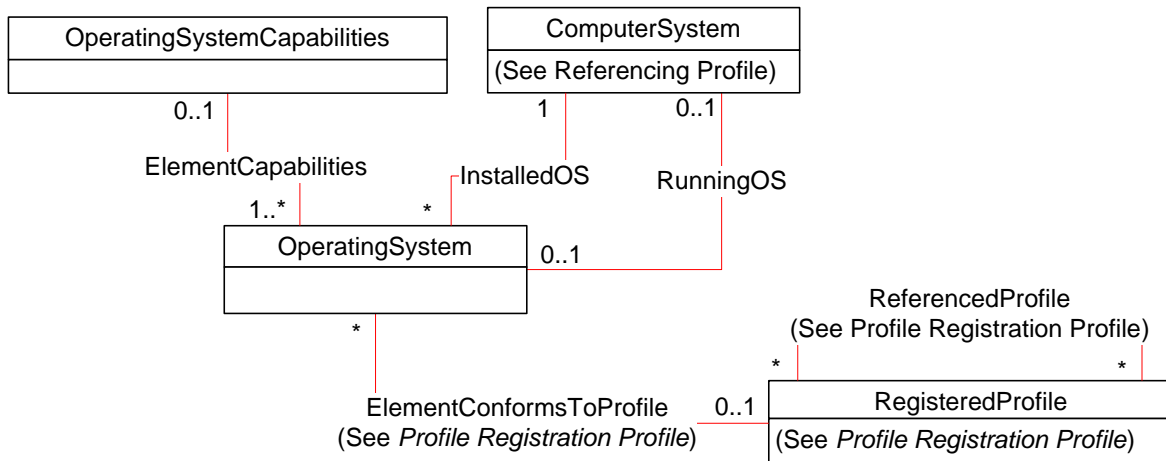 OperatingSystemCapabilities
ComputerSystem
(See Referencing Profile)
0..1
1
0..1
ElementCapabilities
InstalledOS
RunningOS
1..*
*
OperatingSystem
0..1
*
ReferencedProfile
(See Profile Registration Profile)
*
*
ElementConformsToProfile
(See Profile Registration Profile)
0..1
RegisteredProfile
(See Profile Registration Profile)